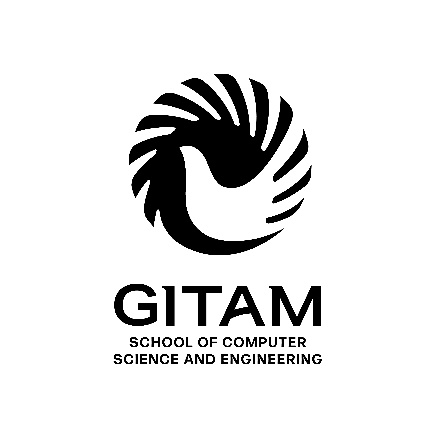 GITAM
SCHOOL OF COMPUTER
SCIENCE AND ENGINEERING